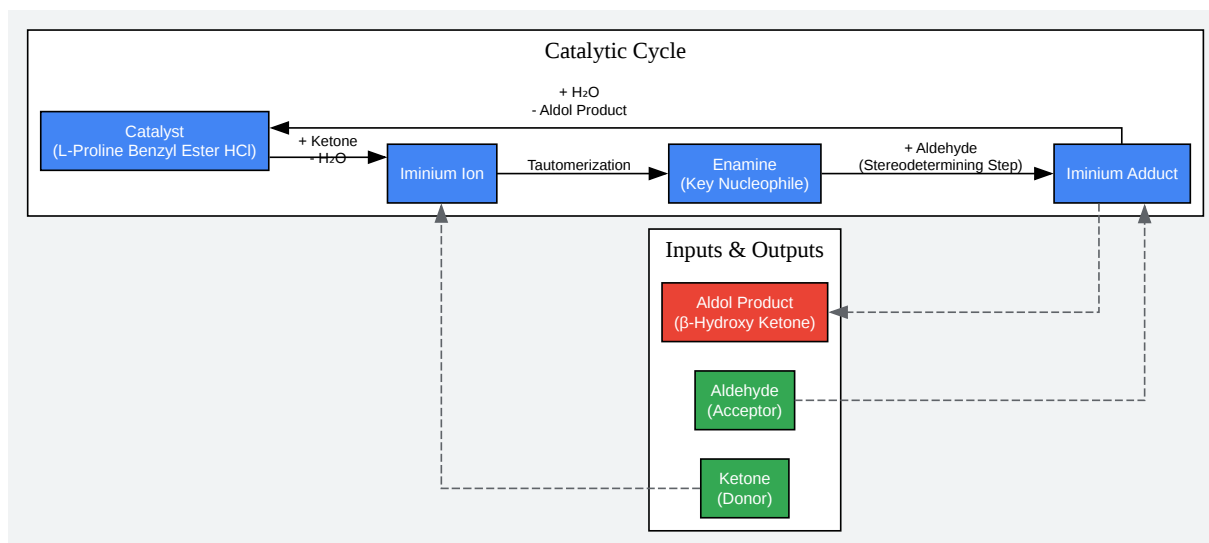 Catalytic Cycle
+ H₂O
- Aldol Product
Catalyst
(L-Proline Benzyl Ester HCl)
+ Ketone
- H₂O
Iminium Ion
Tautomerization
Enamine
(Key Nucleophile)
+ Aldehyde
(Stereodetermining Step)
Iminium Adduct
Inputs & Outputs
Aldol Product
(β-Hydroxy Ketone)
Aldehyde
(Acceptor)
Ketone
(Donor)